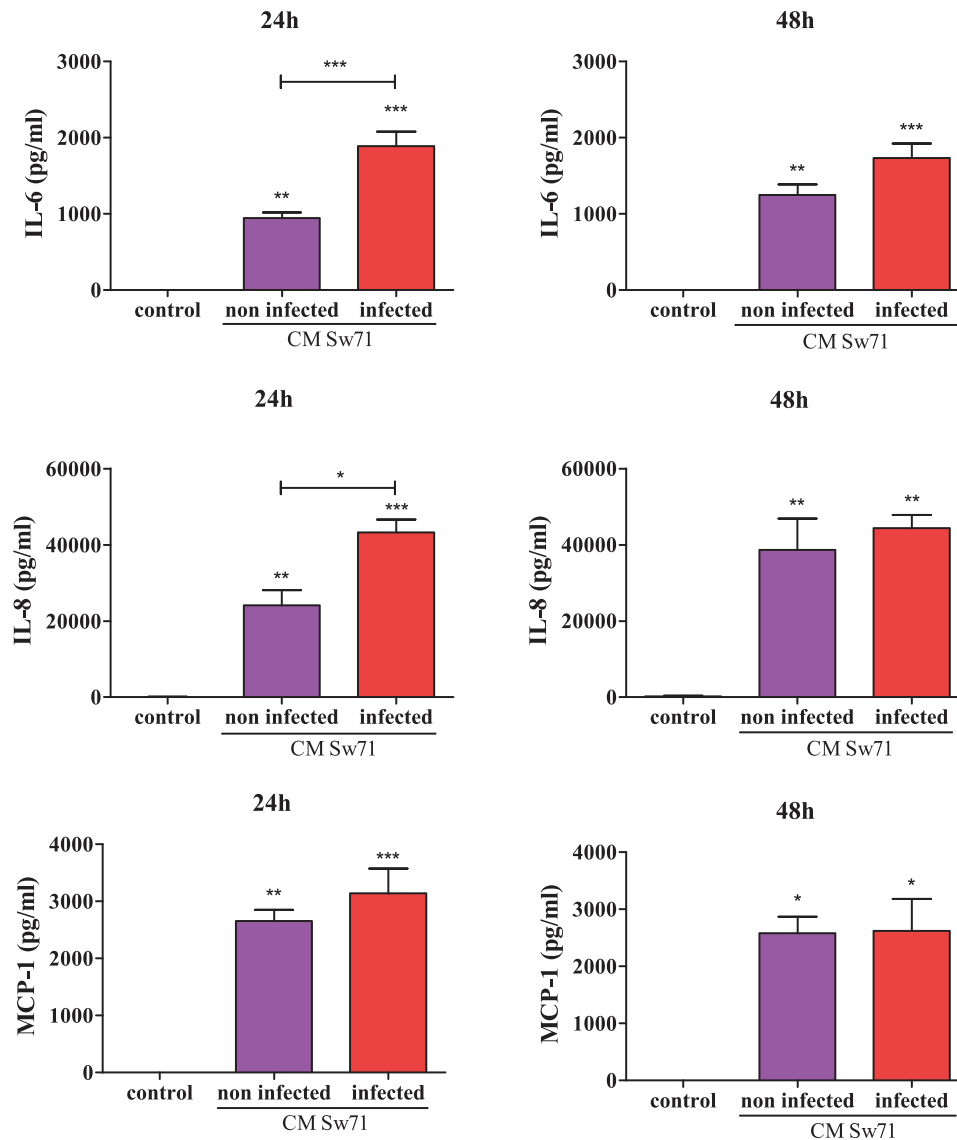 24h
IL-6 (pg/ml)
3000
2000
1000
0
***
**
***
control
non infected
infected
CM Sw71
48h
IL-6 (pg/ml)
3000
2000
1000
0
**
***
control
non infected
infected
CM Sw71
24h
IL-8 (pg/ml)
60000
40000
20000
0
*
**
***
control
non infected
infected
CM Sw71
48h
IL-8 (pg/ml)
60000
40000
20000
0
**
**
control
non infected
infected
CM Sw71
24h
MCP-1 (pg/ml)
4000
3000
2000
1000
0
**
***
control
non infected
infected
CM Sw71
48h
MCP-1 (pg/ml)
4000
3000
2000
1000
0
*
*
control
non infected
infected
CM Sw71